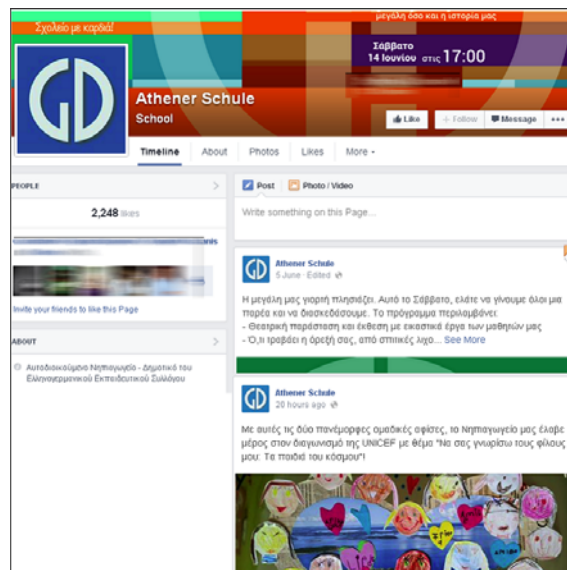 Σχολείο με καρδιά!
μεγάλη όσο και η ιστορία μας
Σάββατο
14 Ιουνίου στις 17:00
GD
Athener Schule
School
Like
Follow
Message
Timeline
About
Photos
Likes
More
PEOPLE
2,248 likes
Invite your friends to like this Page
ABOUT
Αυτοδιαχειριζόμενο Νηπιαγωγείο - Δημοτικό του
Ελληνογερμανικού Εκπαιδευτικού Συλλόγου
Post
Photo / Video
Write something on this Page...
GD
Athener Schule
5 June · Edited
Η μεγάλη μας γιορτή πλησιάζει. Αυτό το Σάββατο, ελάτε να γίνουμε όλοι μια
παρέα και να διασκεδάσουμε. Το πρόγραμμα περιλαμβάνει:
- Θεατρική παράσταση και έκθεση με εικαστικά έργα των μαθητών μας
- Ό,τι τραβάει η όρεξή σας, από σπιτικές λιχο... See More
GD
Athener Schule
20 hours ago
Με αυτές τις δύο πανέμορφες ομαδικές αφίσες, το Νηπιαγωγείο μας έλαβε
μέρος στον διαγωνισμό της UNICEF με θέμα "Να σας γνωρίσω τους φίλους
μου: Τα παιδιά του κόσμου"!